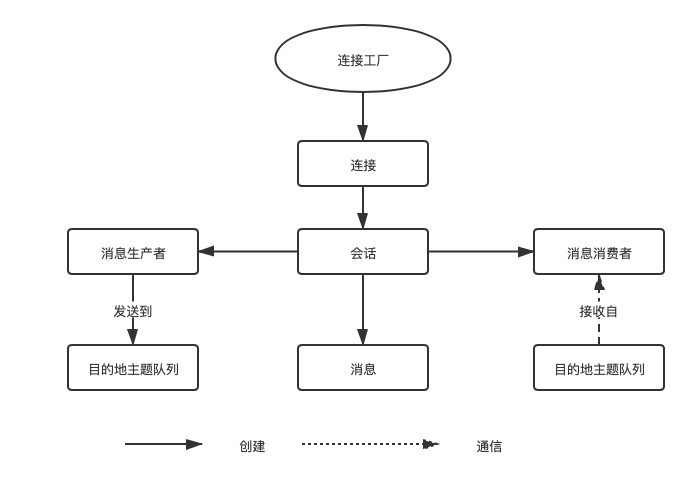 连接工厂
连接
消息生产者
会话
消息消费者
发送到
接收自
目的地主题队列
消息
目的地主题队列
创建
通信